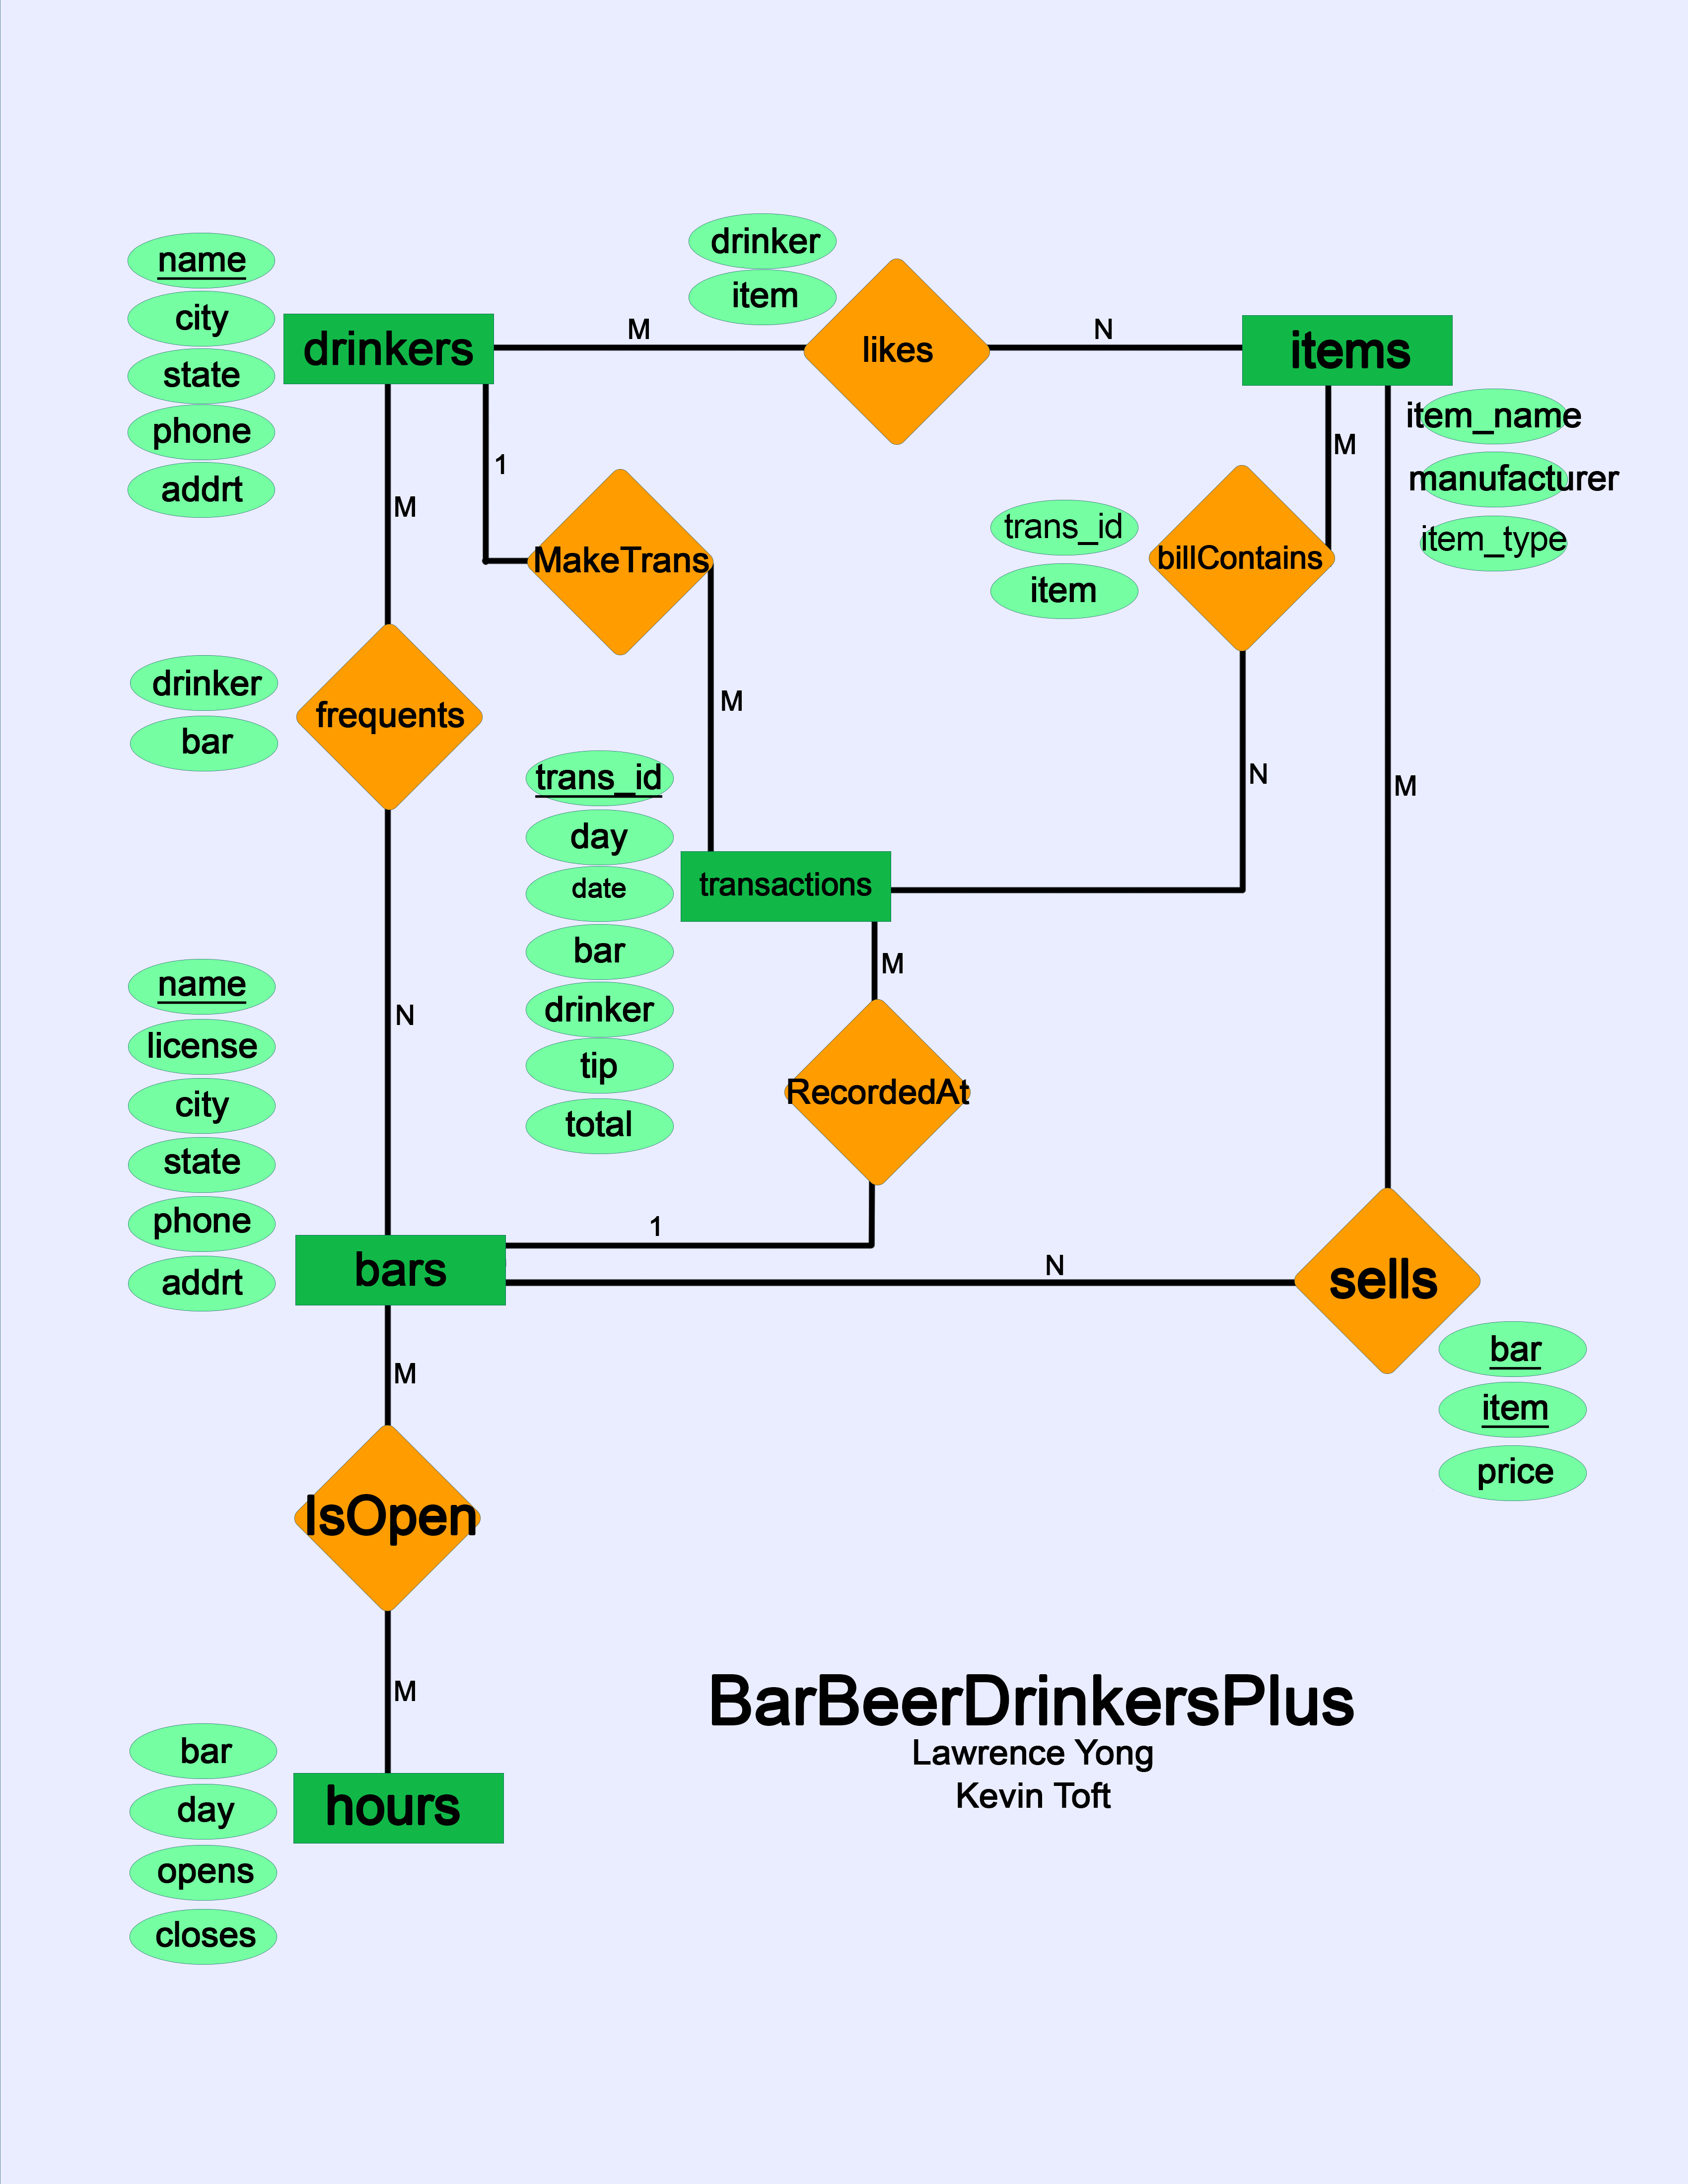 drinker
item
name
city
state
phone
addrt
drinkers
M
likes
N
items
item_name
manufacturer
item_type
1
M
M
MakeTrans
trans_id
item
billContains
drinker
bar
frequents
M
N
M
trans_id
day
date
bar
drinker
tip
total
transactions
M
name
license
city
state
phone
addrt
N
RecordedAt
1
bars
N
sells
bar
item
price
M
IsOpen
M
BarBeerDrinkersPlus
Lawrence Yong
Kevin Toft
bar
day
opens
closes
hours